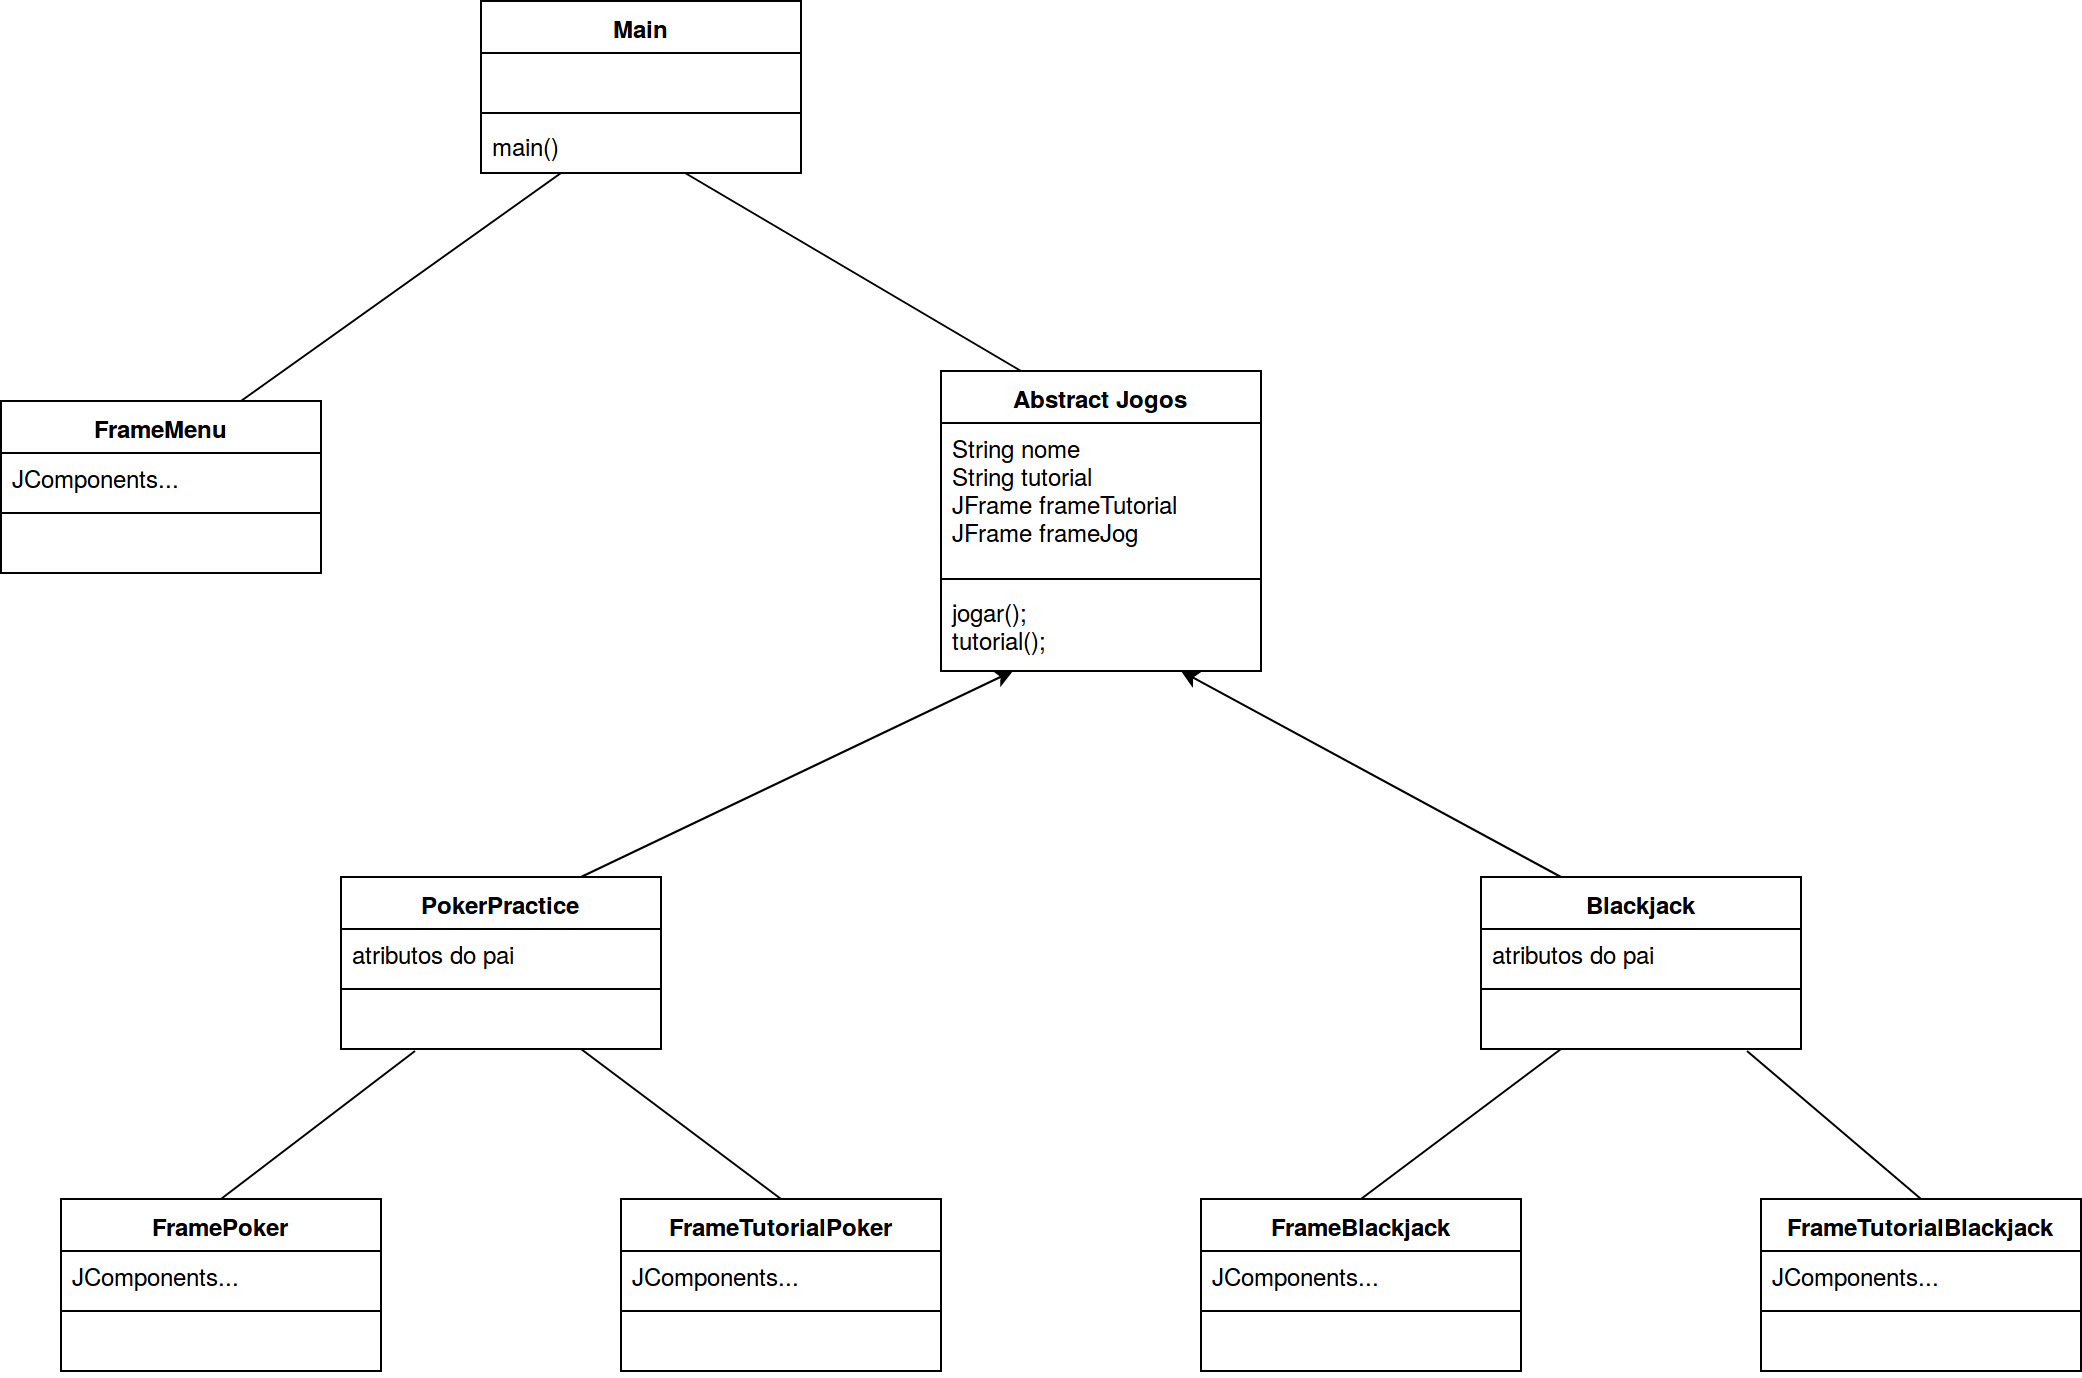 Main
main()
FrameMenu
JComponents...
Abstract Jogos
String nome
String tutorial
JFrame frameTutorial
JFrame frameJog
jogar();
tutorial();
PokerPractice
atributos do pai
Blackjack
atributos do pai
FramePoker
JComponents...
FrameTutorialPoker
JComponents...
FrameBlackjack
JComponents...
FrameTutorialBlackjack
JComponents...